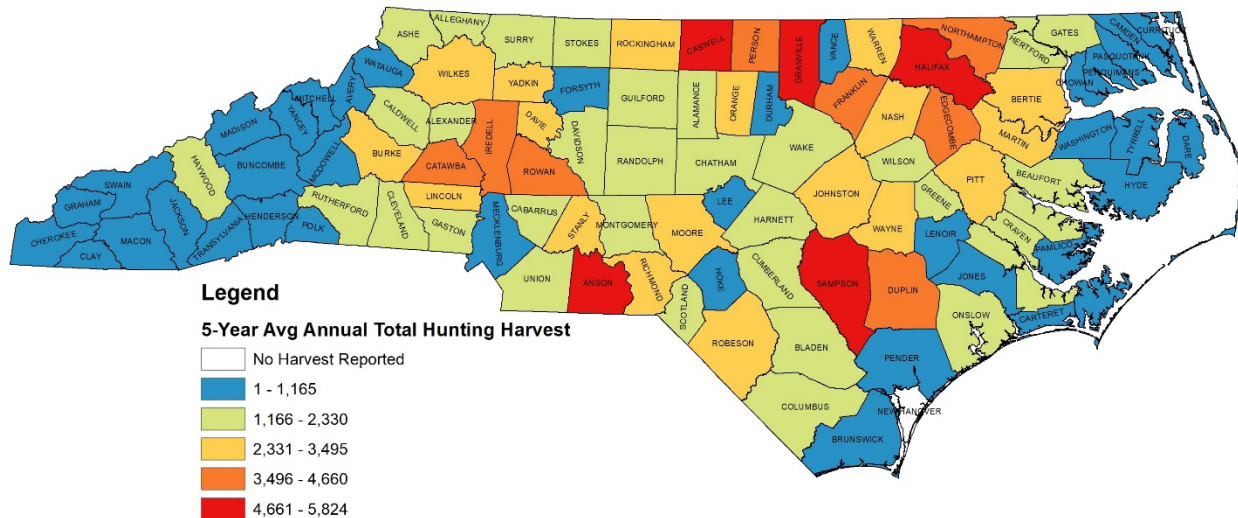 ALLEGHANY
ASHE
SURRY
STOKES
ROCKINGHAM
CASWELL
PERSON
GRANVILLE
VANCE
WARREN
NORTHAMPTON
HERTFORD
GATES
CAMDEN
CURRITUCK
PASQUOTANK
PERQUIMANS
CHOWAN
HALIFAX
WATAUGA
WILKES
YADKIN
FORSYTH
GUILFORD
ALAMANCE
ORANGE
DURHAM
FRANKLIN
NASH
EDGECOMBE
BERTIE
MARTIN
WASHINGTON
TYRRELL
DARE
MITCHELL
AVERY
YANCEY
MADISON
CALDWELL
ALEXANDER
IREDELL
DAVIE
DAVIDSON
RANDOLPH
CHATHAM
WAKE
WILSON
PITT
BEAUFORT
HYDE
HAYWOOD
BUNCOMBE
MCDOWELL
BURKE
CATAWBA
ROWAN
LINCOLN
SWAIN
GRAHAM
JACKSON
CHEROKEE
MACON
CLAY
TRANSYLVANIA
HENDERSON
POLK
RUTHERFORD
CLEVELAND
GASTON
MECKLENBURG
CABARRUS
STANLY
MONTGOMERY
MOORE
LEE
HARNETT
JOHNSTON
WAYNE
GREENE
LENOIR
CRAVEN
PAMLICO
JONES
CARTERET
UNION
ANSON
RICHMOND
SCOTLAND
HOKE
CUMBERLAND
SAMPSON
DUPLIN
ONSLOW
ROBESON
BLADEN
PENDER
COLUMBUS
NEW HANOVER
BRUNSWICK
Legend
5-Year Avg Annual Total Hunting Harvest
No Harvest Reported
1 - 1,165
1,166 - 2,330
2,331 - 3,495
3,496 - 4,660
4,661 - 5,824